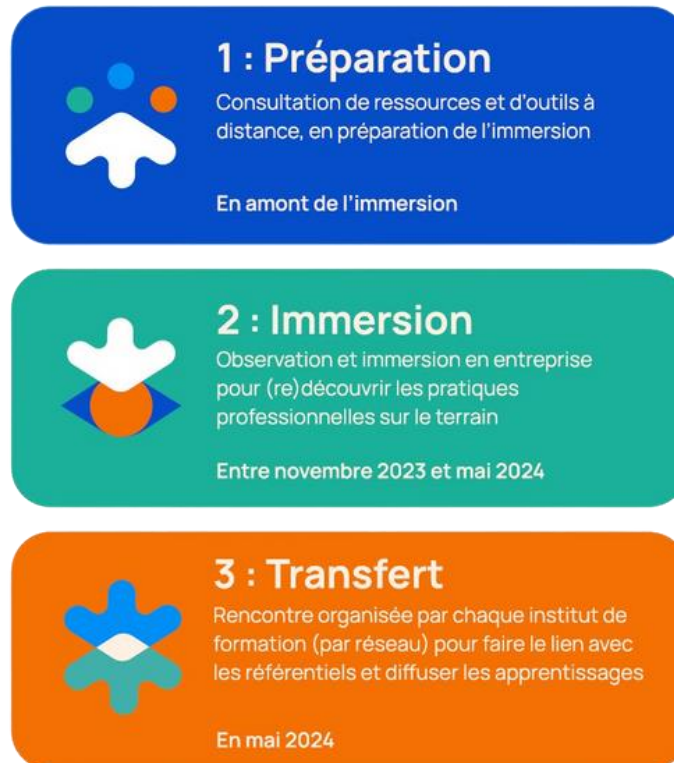 1 : Préparation
Consultation de ressources et d'outils à
distance, en préparation de l'immersion
En amont de l'immersion
2 : Immersion
Observation et immersion en entreprise
pour (re)découvrir les pratiques
professionnelles sur le terrain
Entre novembre 2023 et mai 2024
3 : Transfert
Rencontre organisée par chaque institut de
formation (par réseau) pour faire le lien avec
les référentiels et diffuser les apprentissages
En mai 2024